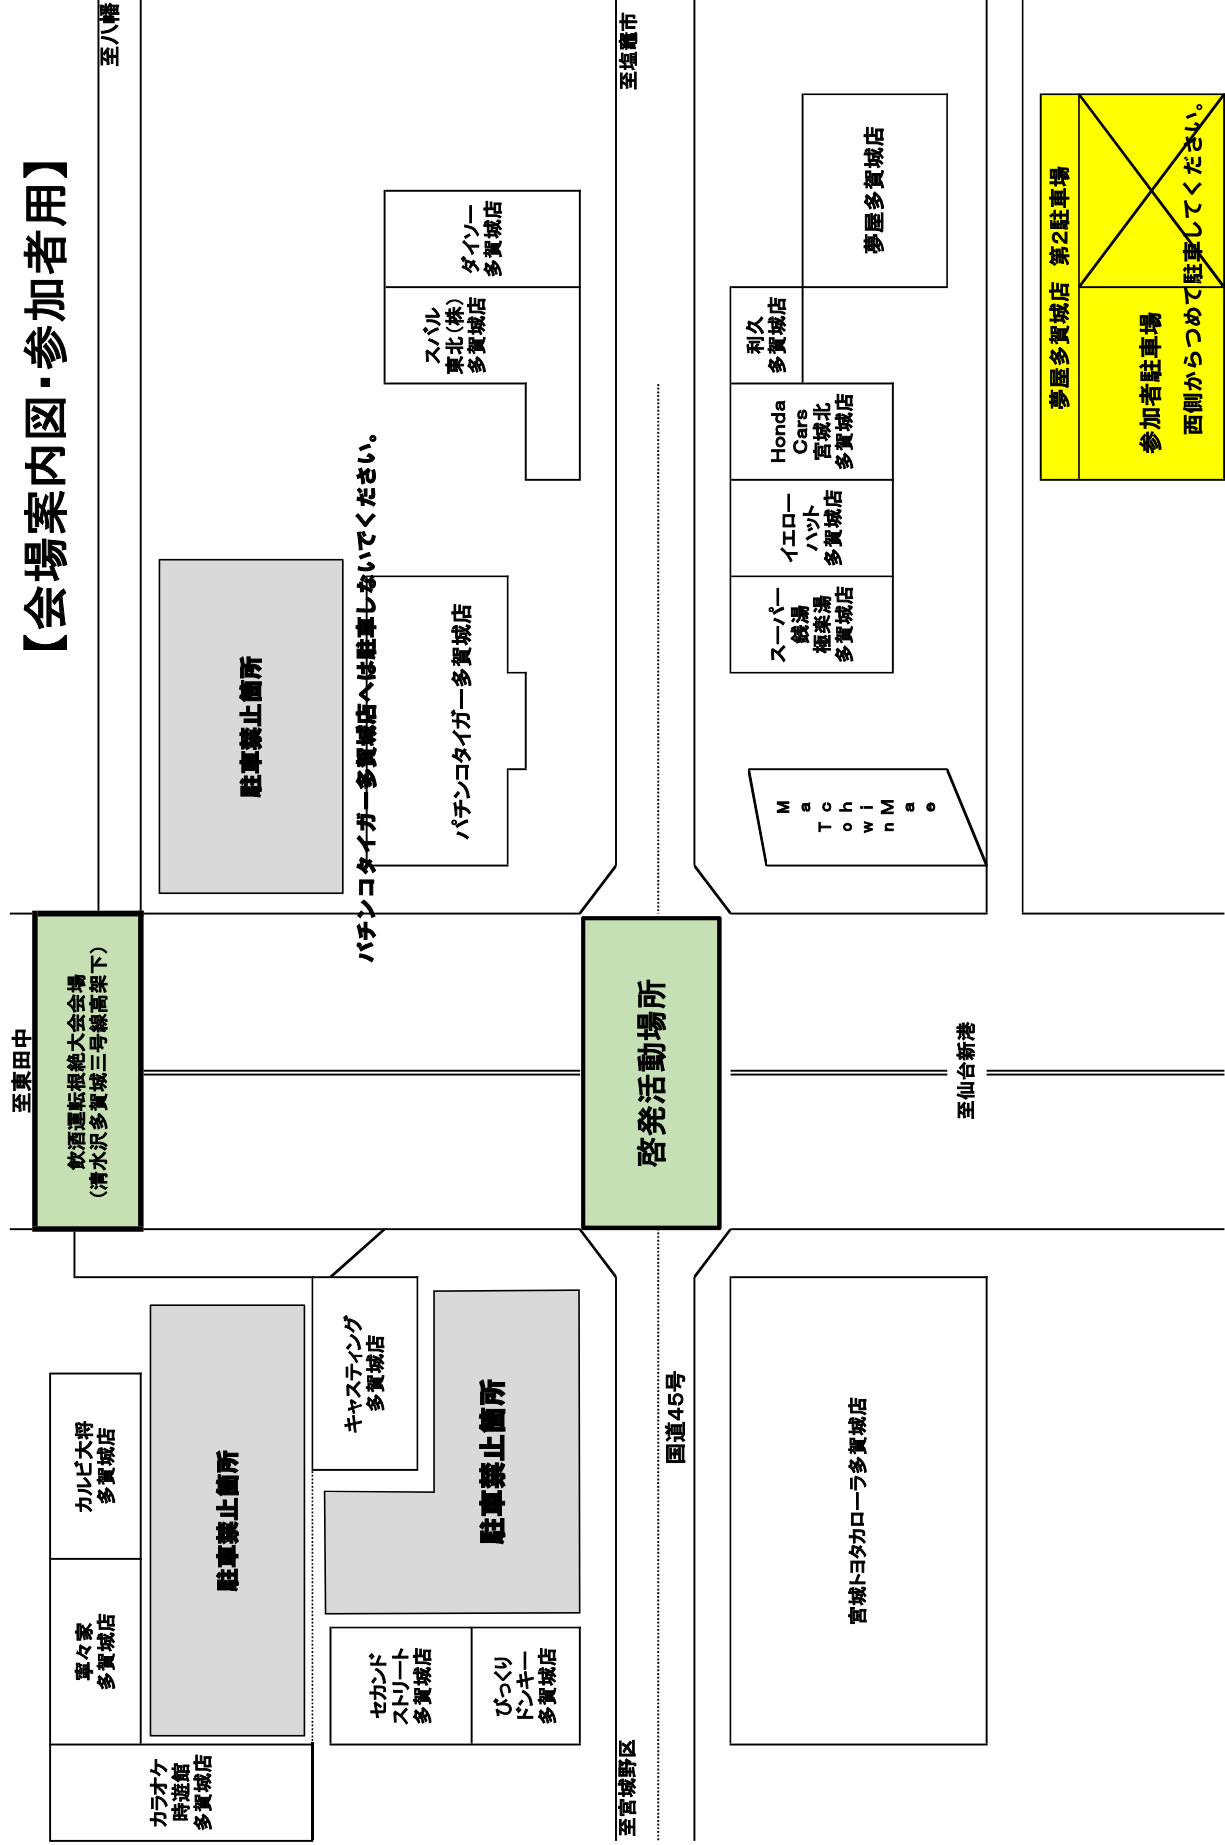 【会場案内図・参加者用】
至八幡
至塩竈市
至東田中
至仙台新港
至宮城野区
国道45号
飲酒運転根絶大会会場
（清水沢多賀城三号線高架下）
啓発活動場所
カラオケ
時遊館
多賀城店
寧々家
多賀城店
カルビ大将
多賀城店
駐車禁止箇所
キャスティング
多賀城店
駐車禁止箇所
セカンド
ストリート
多賀城店
びっくり
ドンキー
多賀城店
宮城トヨタカローラ多賀城店
駐車禁止箇所
パチンコタイガー多賀城店へは駐車しないでください。
パチンコタイガー多賀城店
スバル
東北（株）
多賀城店
ダイソー
多賀城店
Ｍａｃｈｉｎａｅ
ＴｏｗｎＭ
スーパー
銭湯
極楽湯
多賀城店
イエロー
ハット
多賀城店
Honda
Cars
宮城北
多賀城店
利久
多賀城店
夢屋多賀城店
夢屋多賀城店　第2駐車場
参加者駐車場
西側からつめて駐車してください。